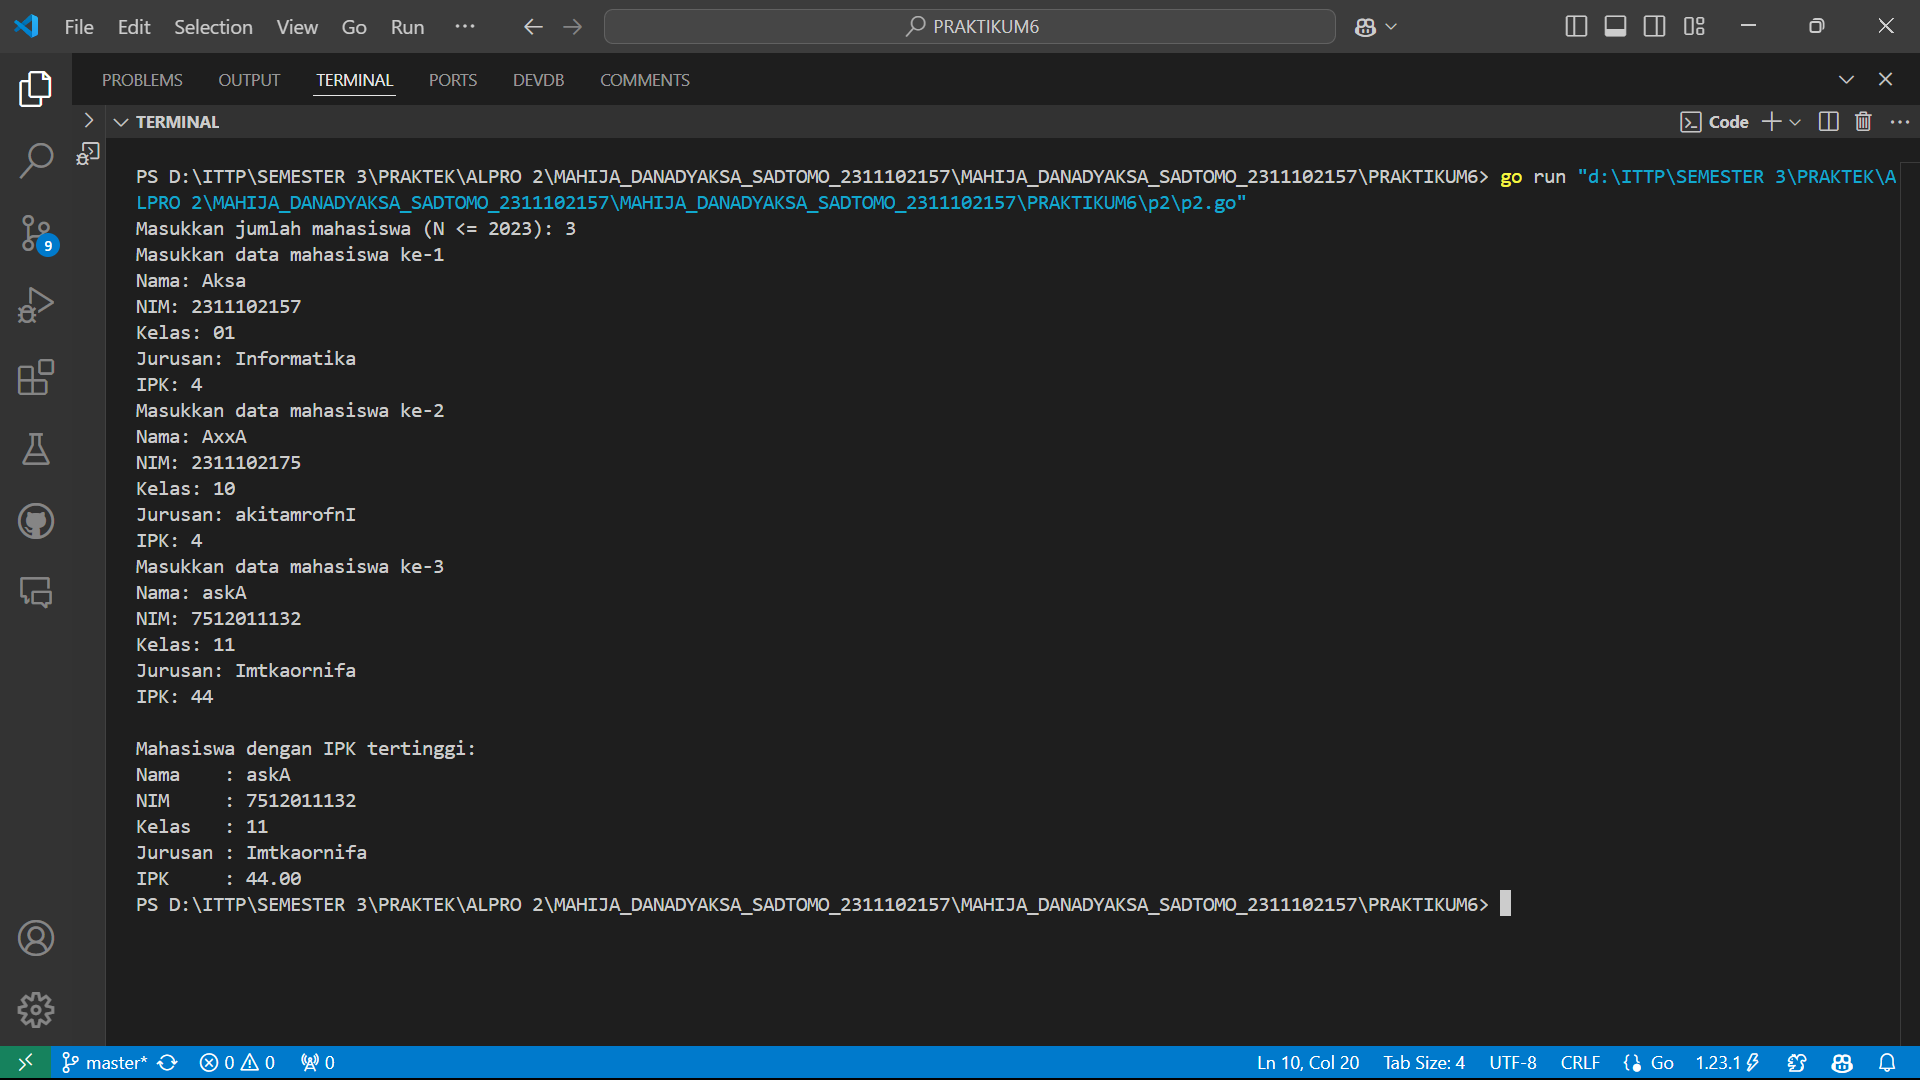 File Edit Selection View Go Run ··· PRAKTIKUM6
PROBLEMS OUTPUT TERMINAL PORTS DEVDB COMMENTS
TERMINAL Code
PS D:\ITTP\SEMESTER 3\PRAKTEK\ALPRO 2\MAHIJA_DANADYAKSA_SADTOMO_2311102157\MAHIJA_DANADYAKSA_SADTOMO_2311102157\PRAKTIKUM6> go run "d:\ITTP\SEMESTER 3\PRAKTEK\A
LPRO 2\MAHIJA_DANADYAKSA_SADTOMO_2311102157\MAHIJA_DANADYAKSA_SADTOMO_2311102157\PRAKTIKUM6\p2\p2.go"
Masukkan jumlah mahasiswa (N <= 2023): 3
Masukkan data mahasiswa ke-1
Nama: Aksa
NIM: 2311102157
Kelas: 01
Jurusan: Informatika
IPK: 4
Masukkan data mahasiswa ke-2
Nama: AxxA
NIM: 2311102175
Kelas: 10
Jurusan: akitamrofnI
IPK: 4
Masukkan data mahasiswa ke-3
Nama: askA
NIM: 7512011132
Kelas: 11
Jurusan: Imtkaornifa
IPK: 44
Mahasiswa dengan IPK tertinggi:
Nama    : askA
NIM     : 7512011132
Kelas   : 11
Jurusan : Imtkaornifa
IPK     : 44.00
PS D:\ITTP\SEMESTER 3\PRAKTEK\ALPRO 2\MAHIJA_DANADYAKSA_SADTOMO_2311102157\MAHIJA_DANADYAKSA_SADTOMO_2311102157\PRAKTIKUM6>
9
master* 0 0 0 Ln 10, Col 20 Tab Size: 4 UTF-8 CRLF Go 1.23.1